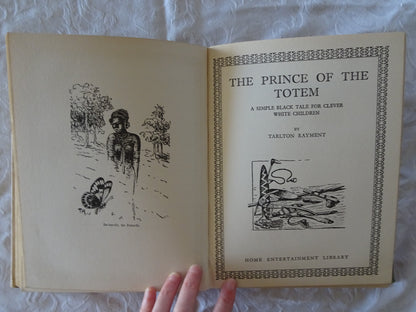 THE PRINCE OF THE
TOTEM
A SIMPLE BLACK TALE FOR CLEVER
WHITE CHILDREN
BY
TARLTON RAYMENT
HOME ENTERTAINMENT LIBRARY